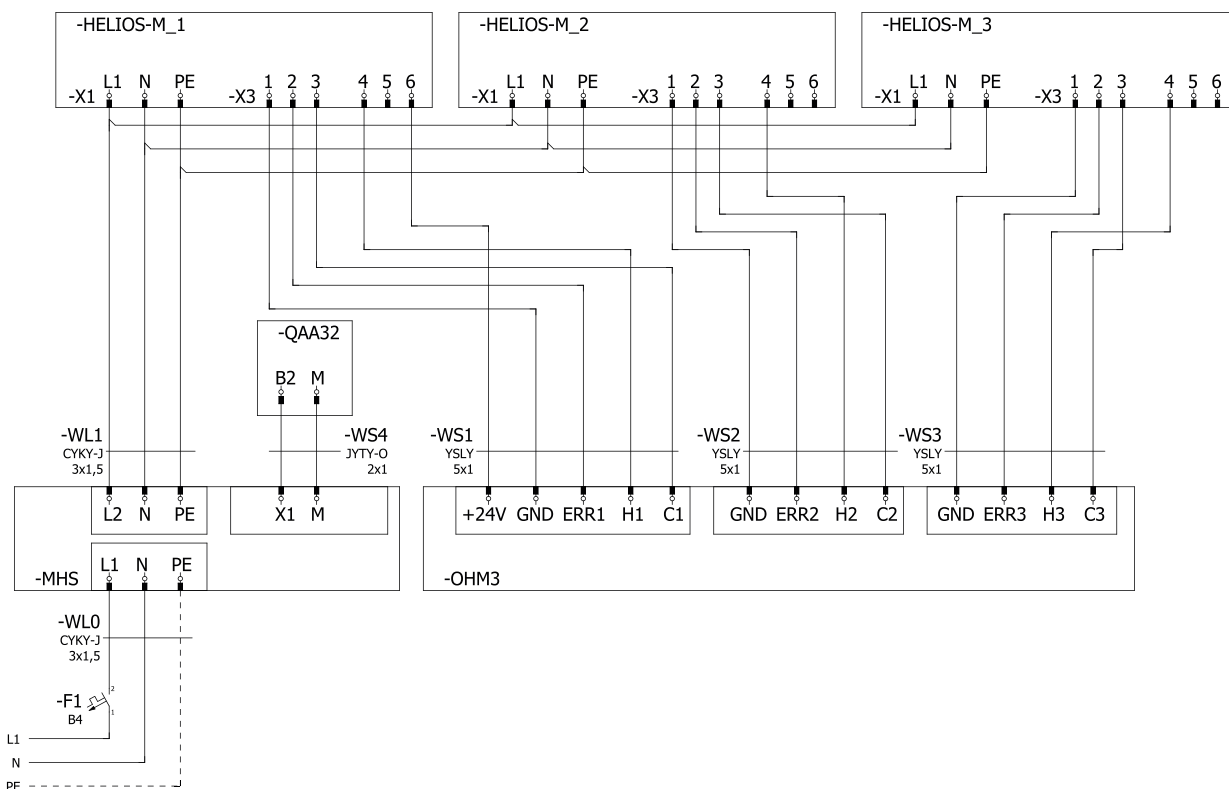 -HELIOS-M_1
-HELIOS-M_2
-HELIOS-M_3
L1 N PE 1 2 3 4 5 6
-X1 -X3
L1 N PE 1 2 3 4 5 6
-X1 -X3
L1 N PE 1 2 3 4 5 6
-X1 -X3
-QAA32
B2 M
-WL1
CYKY-J
3x1,5
-WS4
JYTY-O
2x1
-WS1
YSLY
5x1
-WS2
YSLY
5x1
-WS3
YSLY
5x1
L2 N PE
X1 M
+24V GND ERR1 H1 C1
GND ERR2 H2 C2
GND ERR3 H3 C3
L1 N PE
-MHS
-OHM3
-WL0
CYKY-J
3x1,5
2
-F1
B4
1
L1
N
PE